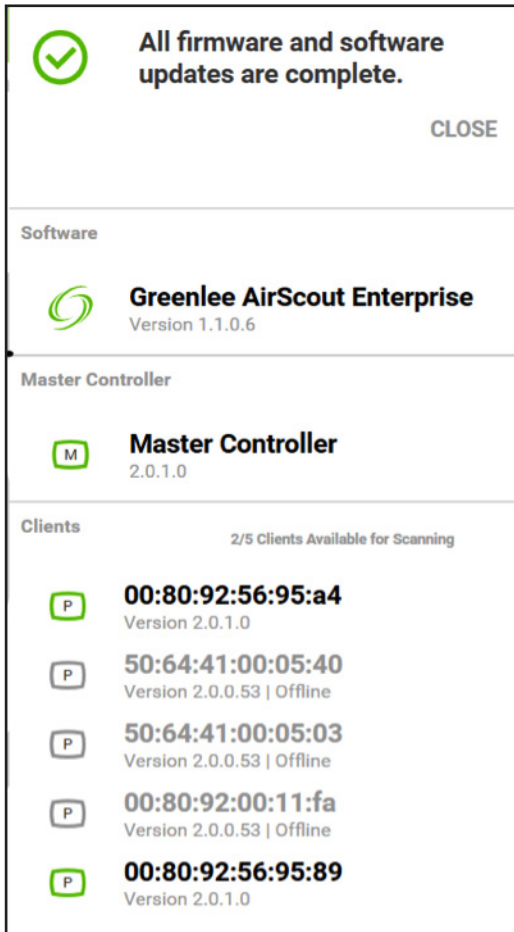 All firmware and software
updates are complete.
CLOSE
Software
Greenlee AirScout Enterprise
Version 1.1.0.6
Master Controller
M
Master Controller
2.0.1.0
Clients
2/5 Clients Available for Scanning
P
00:80:92:56:95:a4
Version 2.0.1.0
P
50:64:41:00:05:40
Version 2.0.0.53 | Offline
P
50:64:41:00:05:03
Version 2.0.0.53 | Offline
P
00:80:92:00:11:fa
Version 2.0.0.53 | Offline
P
00:80:92:56:95:89
Version 2.0.1.0